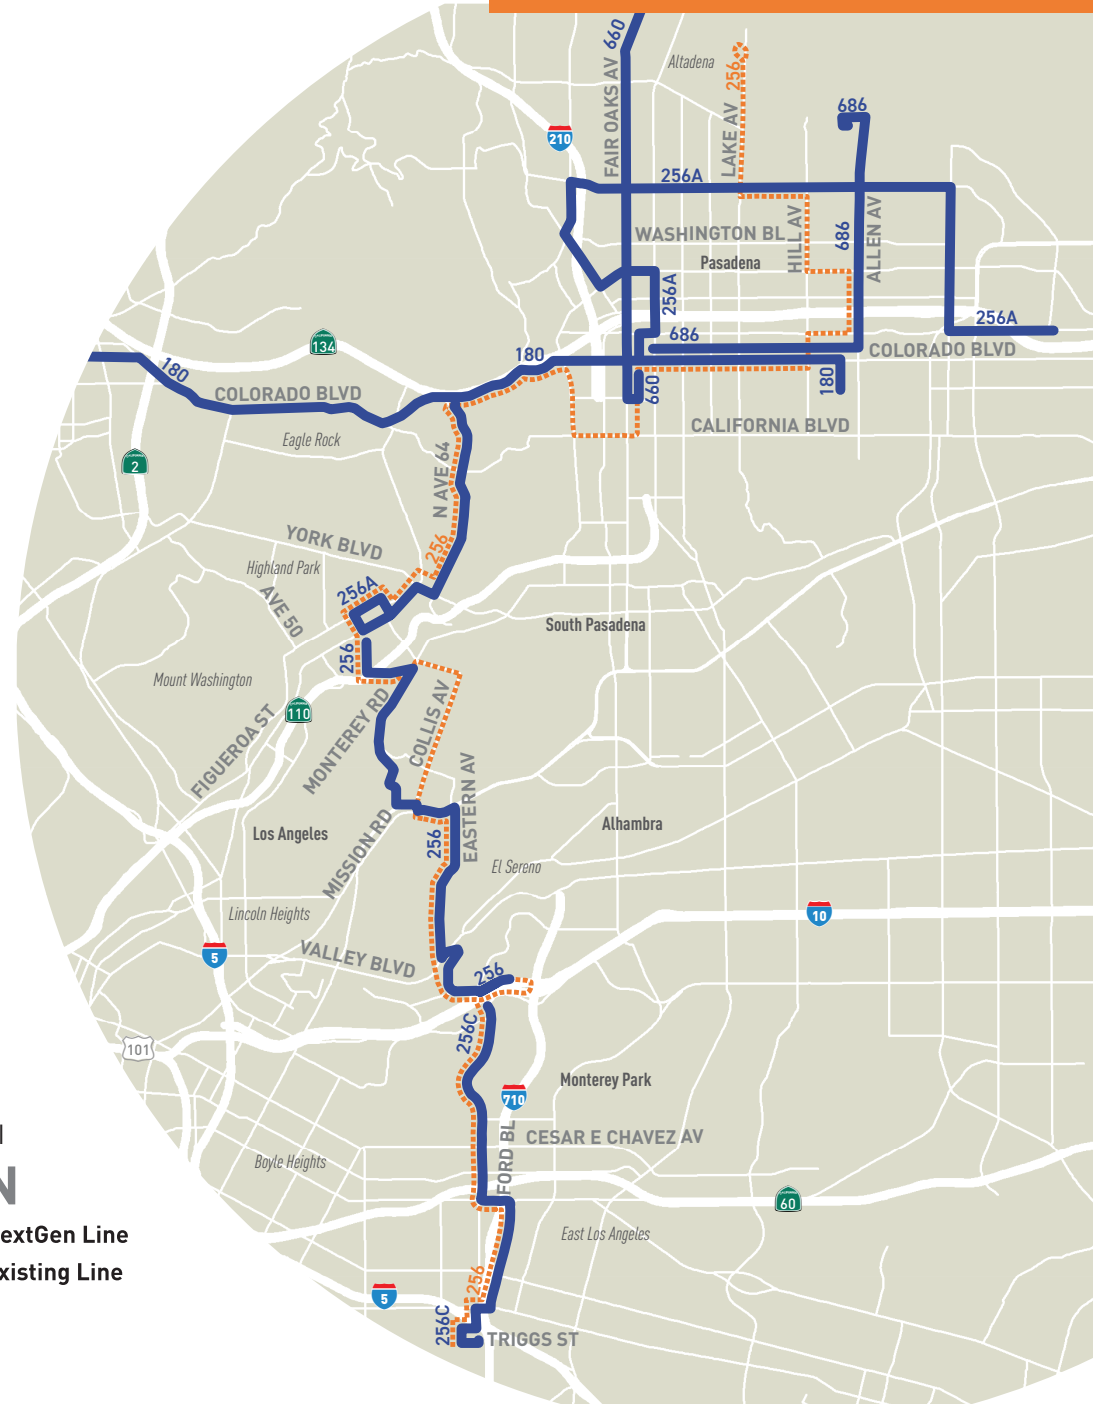 660
Altadena
256
FAIR OAKS AV
LAKE AV
686
210
256A
WASHINGTON BL
HILL AV
686
ALLEN AV
Pasadena
256A
256A
134
180
686
COLORADO BLVD
180
COLORADO BLVD
660
180
CALIFORNIA BLVD
Eagle Rock
2
N AVE 64
YORK BLVD
256
Highland Park
256A
AVE 50
South Pasadena
256
Mount Washington
110
MONTEREY RD
COLLIS AV
FIGUEROA ST
EASTERN AV
Los Angeles
256
Alhambra
MISSION RD
El Sereno
Lincoln Heights
10
5
VALLEY BLVD
256
256C
101
Monterey Park
710
CESAR E CHAVEZ AV
FORD BL
Boyle Heights
N
60
extGen Line
East Los Angeles
xisting Line
256
5
256C
TRIGGS ST